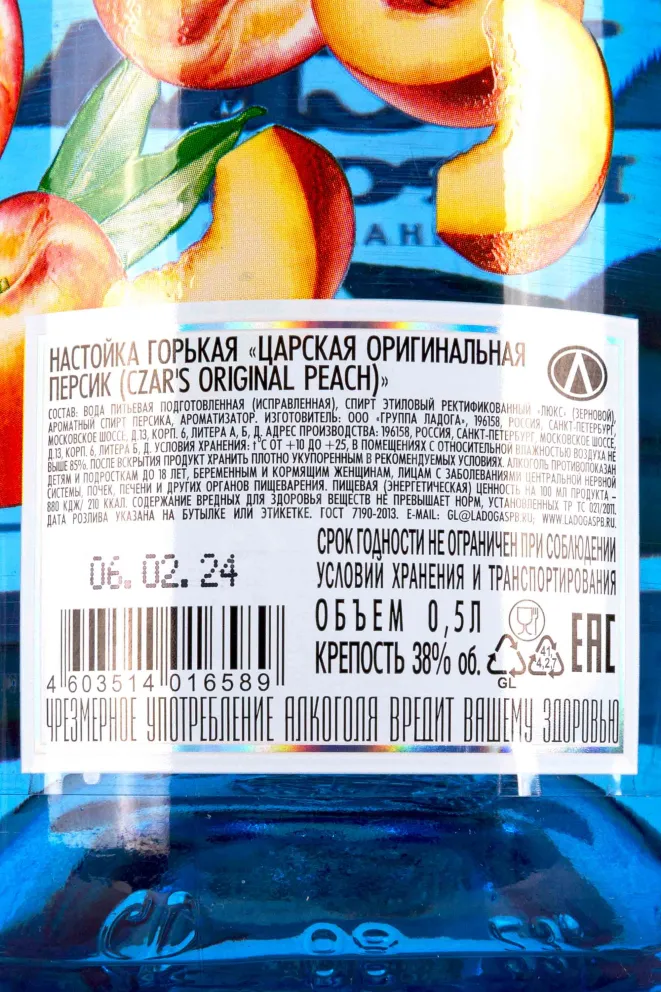 НАСТОЙКА ГОРЬКАЯ «ЦАРСКАЯ ОРИГИНАЛЬНАЯ
ПЕРСИК (CZAR'S ORIGINAL PEACH)»
СОСТАВ: ВОДА ПИТЬЕВАЯ ПОДГОТОВЛЕННАЯ (ИСПРАВЛЕННАЯ), СПИРТ ЭТИЛОВЫЙ РЕКТИФИКОВАННЫЙ «ЛЮКС» (ЗЕРНОВОЙ),
АРОМАТНЫЙ СПИРТ ПЕРСИКА, АРОМАТИЗАТОР. ИЗГОТОВИТЕЛЬ: ООО «ГРУППА ЛАДОГА», 196158, РОССИЯ, САНКТ-ПЕТЕРБУРГ,
МОСКОВСКОЕ ШОССЕ, Д.13, КОРП. 6, ЛИТЕРА А, Б, Д, АДРЕС ПРОИЗВОДСТВА: 196158, РОССИЯ, САНКТ-ПЕТЕРБУРГ, МОСКОВСКОЕ ШОССЕ,
Д.13, КОРП. 6, ЛИТЕРА Б, Д. УСЛОВИЯ ХРАНЕНИЯ: t°C ОТ +10 ДО +25, В ПОМЕЩЕНИЯХ С ОТНОСИТЕЛЬНОЙ ВЛАЖНОСТЬЮ ВОЗДУХА НЕ
ВЫШЕ 85%. ПОСЛЕ ВСКРЫТИЯ ПРОДУКТ ХРАНИТЬ ПЛОТНО УКУПОРЕННЫМ В РЕКОМЕНДУЕМЫХ УСЛОВИЯХ. АЛКОГОЛЬ ПРОТИВОПОКАЗАН
ДЕТЯМ И ПОДРОСТКАМ ДО 18 ЛЕТ, БЕРЕМЕННЫМ И КОРМЯЩИМ ЖЕНЩИНАМ, ЛИЦАМ С ЗАБОЛЕВАНИЯМИ ЦЕНТРАЛЬНОЙ НЕРВНОЙ
СИСТЕМЫ, ПОЧЕК, ПЕЧЕНИ И ДРУГИХ ОРГАНОВ ПИЩЕВАРЕНИЯ. ПИЩЕВАЯ (ЭНЕРГЕТИЧЕСКАЯ) ЦЕННОСТЬ НА 100 МЛ ПРОДУКТА –
880 КДЖ/ 210 ККАЛ. СОДЕРЖАНИЕ ВРЕДНЫХ ДЛЯ ЗДОРОВЬЯ ВЕЩЕСТВ НЕ ПРЕВЫШАЕТ НОРМ, УСТАНОВЛЕННЫХ ТР ТС 021/2011.
ДАТА РОЗЛИВА УКАЗАНА НА БУТЫЛКЕ ИЛИ ЭТИКЕТКЕ. ГОСТ 7190-2013. E-MAIL: GL@LADOGASPB.RU; WWW.LADOGASPB.RU
СРОК ГОДНОСТИ НЕ ОГРАНИЧЕН ПРИ СОБЛЮДЕНИИ
УСЛОВИЙ ХРАНЕНИЯ И ТРАНСПОРТИРОВАНИЯ
06.02.24
ОБЪЕМ 0,5Л
КРЕПОСТЬ 38% об.
GL
41,
4,2,7
EAC
4 603514 016589
ЧРЕЗМЕРНОЕ УПОТРЕБЛЕНИЕ АЛКОГОЛЯ ВРЕДИТ ВАШЕМУ ЗДОРОВЬЮ